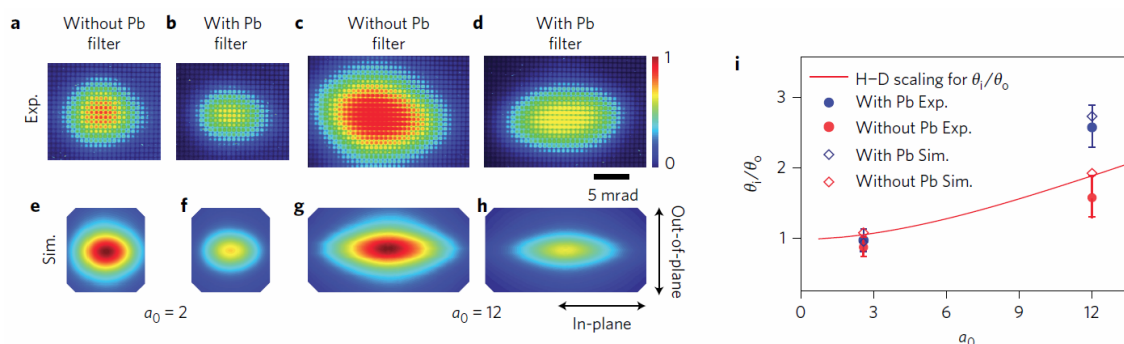 a
Without Pb
filter
b
With Pb
filter
c
Without Pb
filter
d
With Pb
filter
Exp.
1
0
5 mrad
e
f
g
h
Sim.
Out-of-plane
In-plane
a₀ = 2
a₀ = 12
i
H–D scaling for θᵢ/θₒ
With Pb Exp.
Without Pb Exp.
With Pb Sim.
Without Pb Sim.
θᵢ/θₒ
3
2
1
0
3
6
9
12
a₀